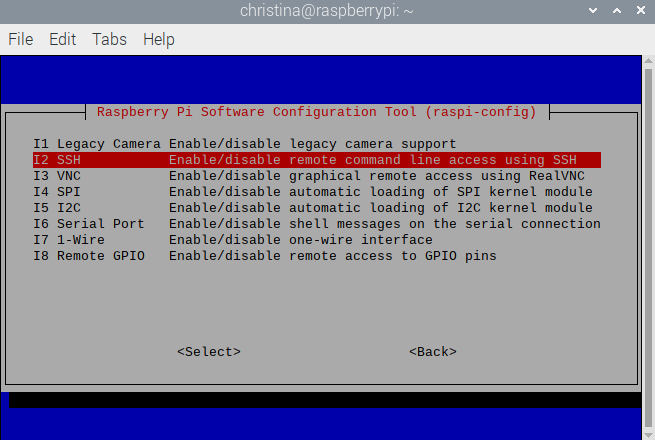 christina@raspberrypi: ~
File Edit Tabs Help
Raspberry Pi Software Configuration Tool (raspi-config)
I1 Legacy Camera Enable/disable legacy camera support
I2 SSH Enable/disable remote command line access using SSH
I3 VNC Enable/disable graphical remote access using RealVNC
I4 SPI Enable/disable automatic loading of SPI kernel module
I5 I2C Enable/disable automatic loading of I2C kernel module
I6 Serial Port Enable/disable shell messages on the serial connection
I7 1-Wire Enable/disable one-wire interface
I8 Remote GPIO Enable/disable remote access to GPIO pins
<Select> <Back>